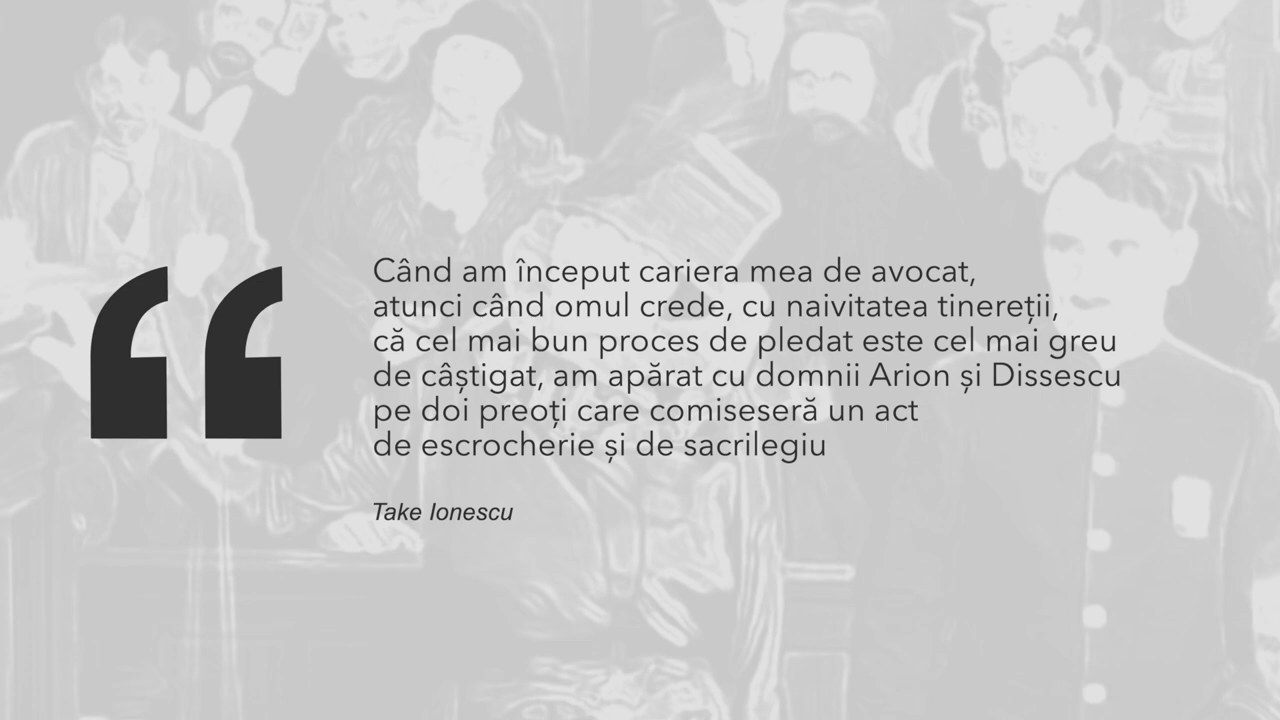 Când am început cariera mea de avocat,
atunci când omul crede, cu naivitatea tinereții,
că cel mai bun proces de pledat este cel mai greu
de câștigat, am apărat cu domnii Arion și Dissescu
pe doi preoți care comiseseră un act
de escrocherie și de sacrilegiu
Take Ionescu